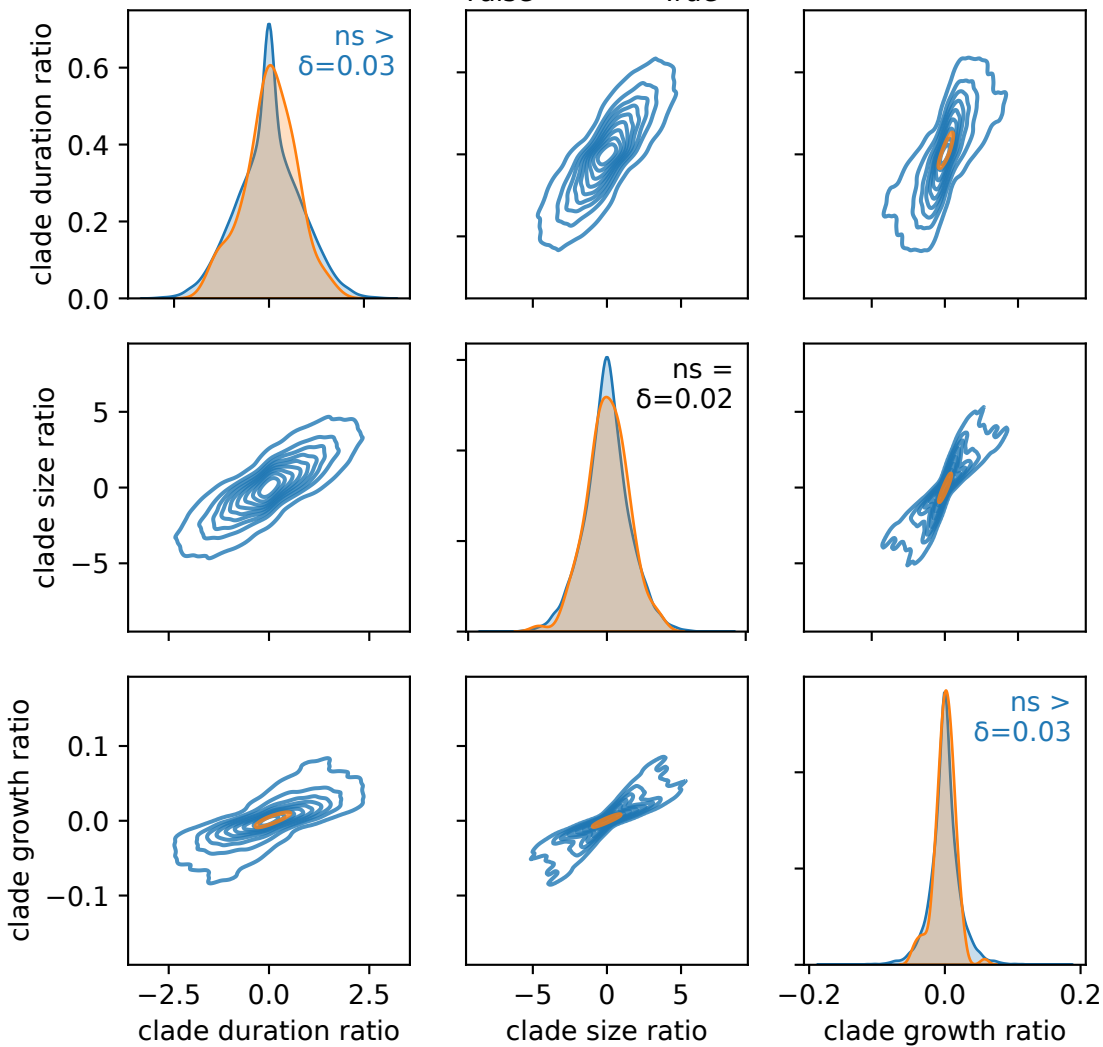 clade duration ratio
0.6
0.4
0.2
0.0
ns >
δ=0.03
clade size ratio
5
0
−5
ns =
δ=0.02
clade growth ratio
0.1
0.0
−0.1
ns >
δ=0.03
−2.5 0.0 2.5
−5 0 5
−0.2 0.0 0.2
clade duration ratio
clade size ratio
clade growth ratio